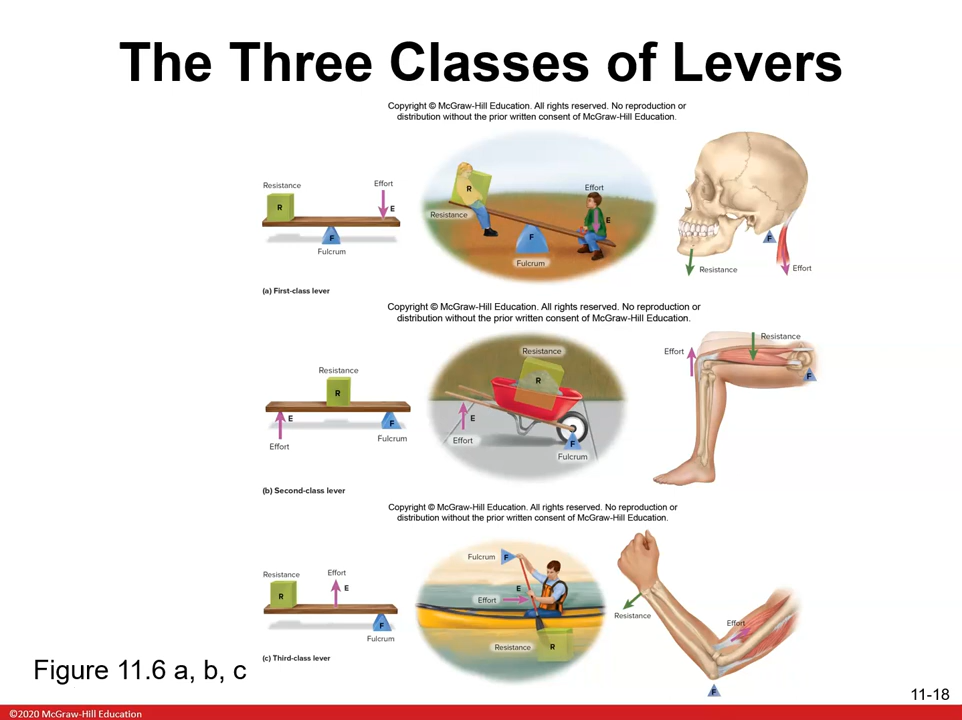 The Three Classes of Levers
Copyright © McGraw-Hill Education. All rights reserved. No reproduction or
distribution without the prior written consent of McGraw-Hill Education.
Resistance
Effort
R
E
F
Fulcrum
(a) First-class lever
R
Resistance
Effort
E
F
Fulcrum
F
Resistance
Effort
Copyright © McGraw-Hill Education. All rights reserved. No reproduction or
distribution without the prior written consent of McGraw-Hill Education.
Resistance
R
E
F
Effort
Fulcrum
(b) Second-class lever
Resistance
R
E
Effort
F
Fulcrum
Resistance
Effort
F
Copyright © McGraw-Hill Education. All rights reserved. No reproduction or
distribution without the prior written consent of McGraw-Hill Education.
Resistance
Effort
R
E
F
Fulcrum
(c) Third-class lever
Fulcrum
F
E
Effort
Resistance
R
Resistance
Effort
F
Figure 11.6 a, b, c
11-18
©2020 McGraw-Hill Education